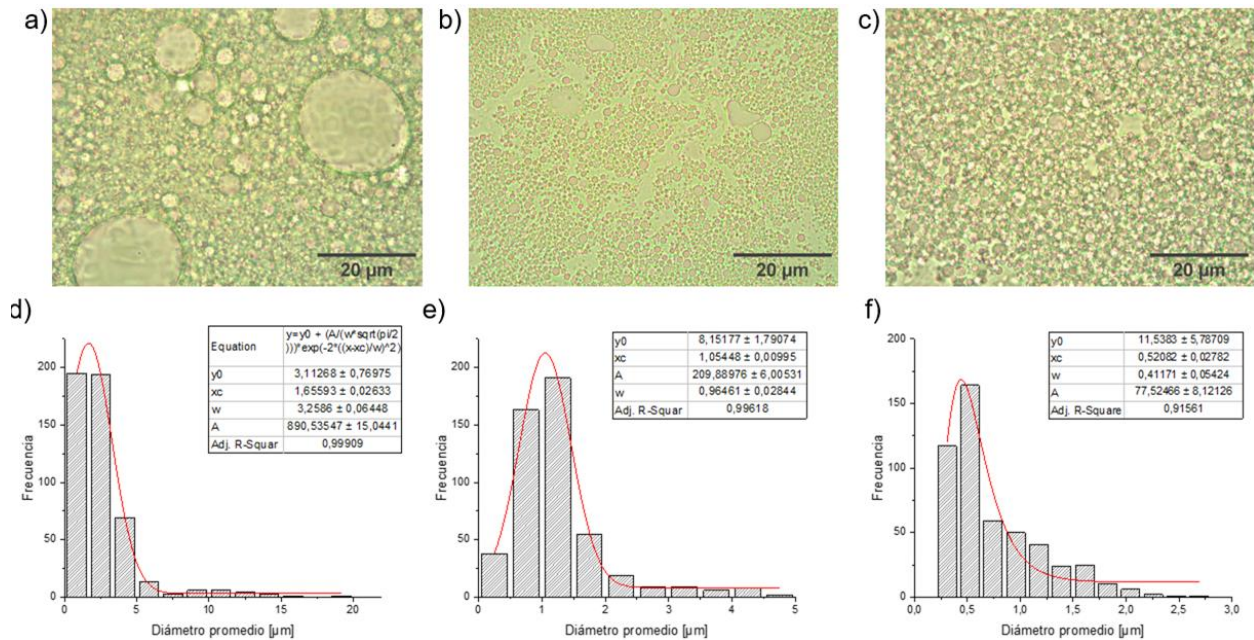 a)
b)
c)
20 µm
20 µm
20 µm
d)
e)
f)
Equation
y=y0 + (A/(w*sqrt(pi/2
)))*exp(-2*((x-xc)/w)^2)
y0
3,11268 ± 0,76975
xc
1,65593 ± 0,02633
w
3,2586 ± 0,06448
A
890,53547 ± 15,0441
Adj. R-Squar
0,99909
200
150
100
50
0
Frecuencia
0
5
10
15
20
Diámetro promedio [µm]
y0
8,15177 ± 1,79074
xc
1,05448 ± 0,00995
A
209,88976 ± 6,00531
w
0,96461 ± 0,02844
Adj. R-Squar
0,99618
200
150
100
50
0
Frecuencia
0
1
2
3
4
5
Diámetro promedio [µm]
y0
11,5383 ± 5,78709
xc
0,52082 ± 0,02782
w
0,41171 ± 0,05424
A
77,52466 ± 8,12126
Adj. R-Square
0,91561
200
150
100
50
0
Frecuencia
0,0
0,5
1,0
1,5
2,0
2,5
3,0
Diámetro promedio [µm]